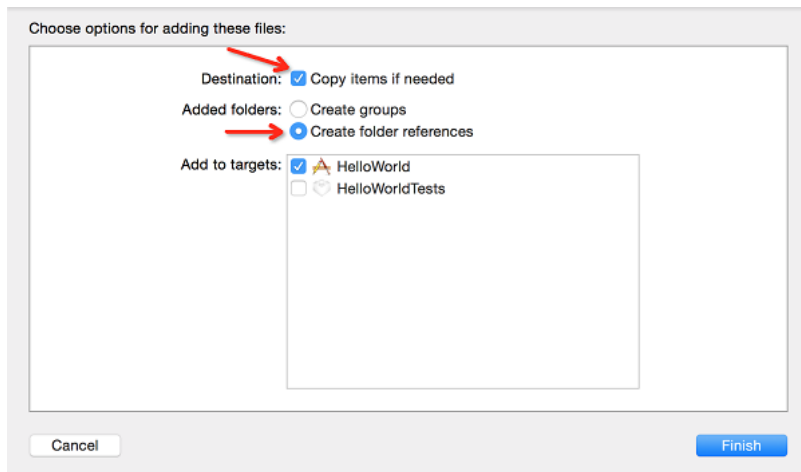 Choose options for adding these files:
Destination: Copy items if needed
Added folders: Create groups
Create folder references
Add to targets: HelloWorld
HelloWorldTests
Cancel Finish